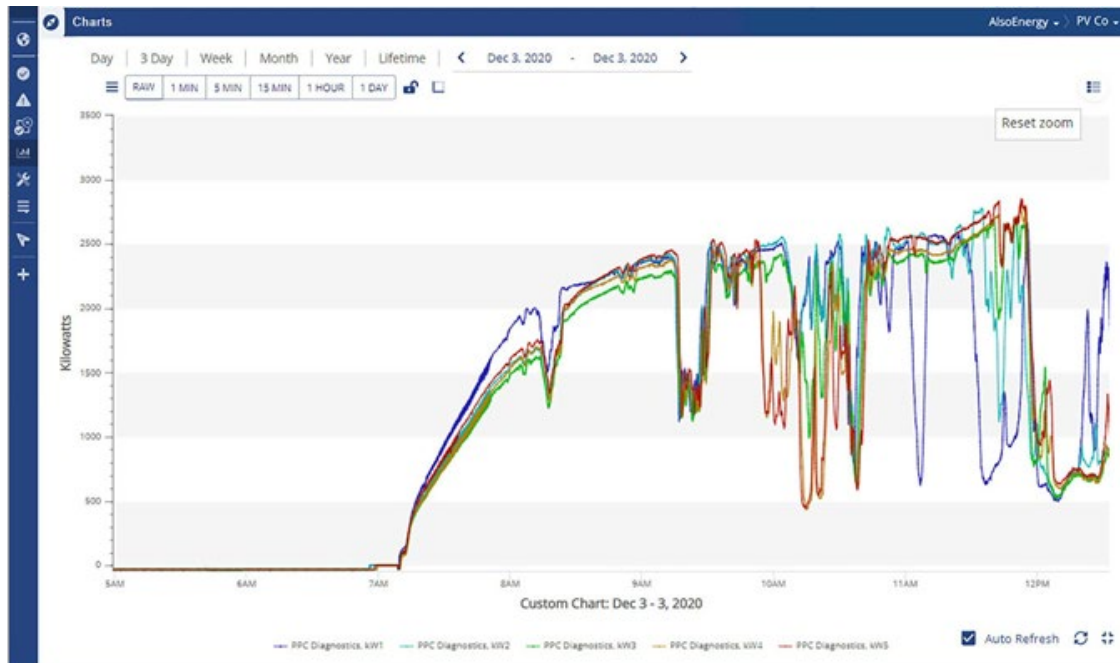 Charts
AlsoEnergy
PV Co
Day 3 Day Week Month Year Lifetime Dec 3, 2020 - Dec 3, 2020
RAW 1 MIN 5 MIN 15 MIN 1 HOUR 1 DAY
Reset zoom
3500
3000
2500
2000
1500
1000
500
0
Kilowatts
5AM 6AM 7AM 8AM 9AM 10AM 11AM 12PM
Custom Chart: Dec 3 - 3, 2020
PPC Diagnostics, kW1 PPC Diagnostics, kW2 PPC Diagnostics, kW3 PPC Diagnostics, kW4 PPC Diagnostics, kW5
Auto Refresh